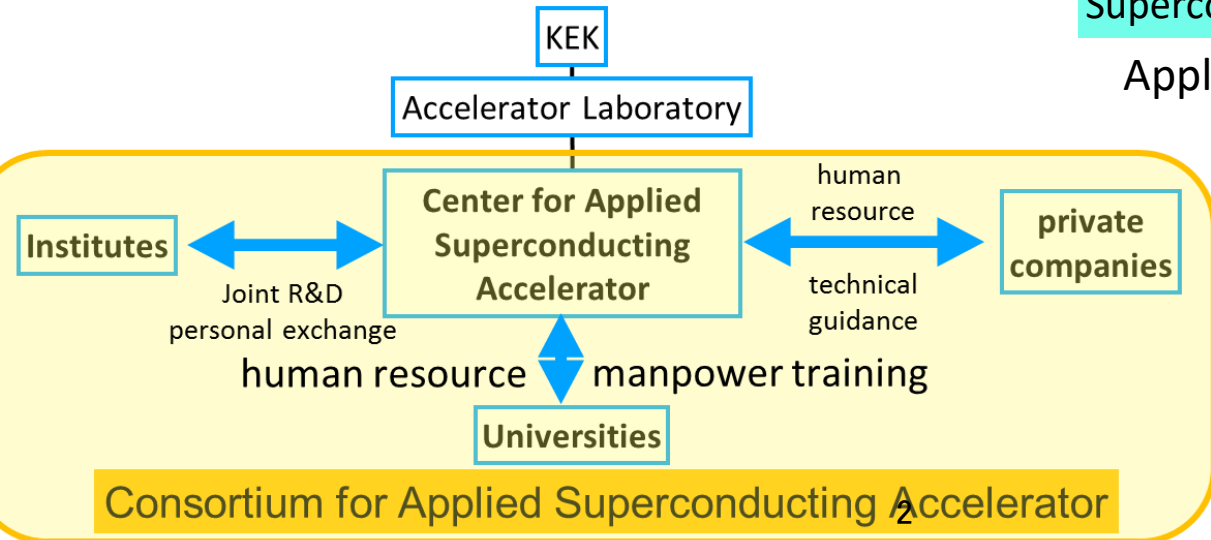 KEK
Superco
Appl
Accelerator Laboratory
Institutes
Joint R&D
personal exchange
Center for Applied
Superconducting
Accelerator
human
resource
technical
guidance
private
companies
human resource
manpower training
Universities
Consortium for Applied Superconducting Accelerator
2